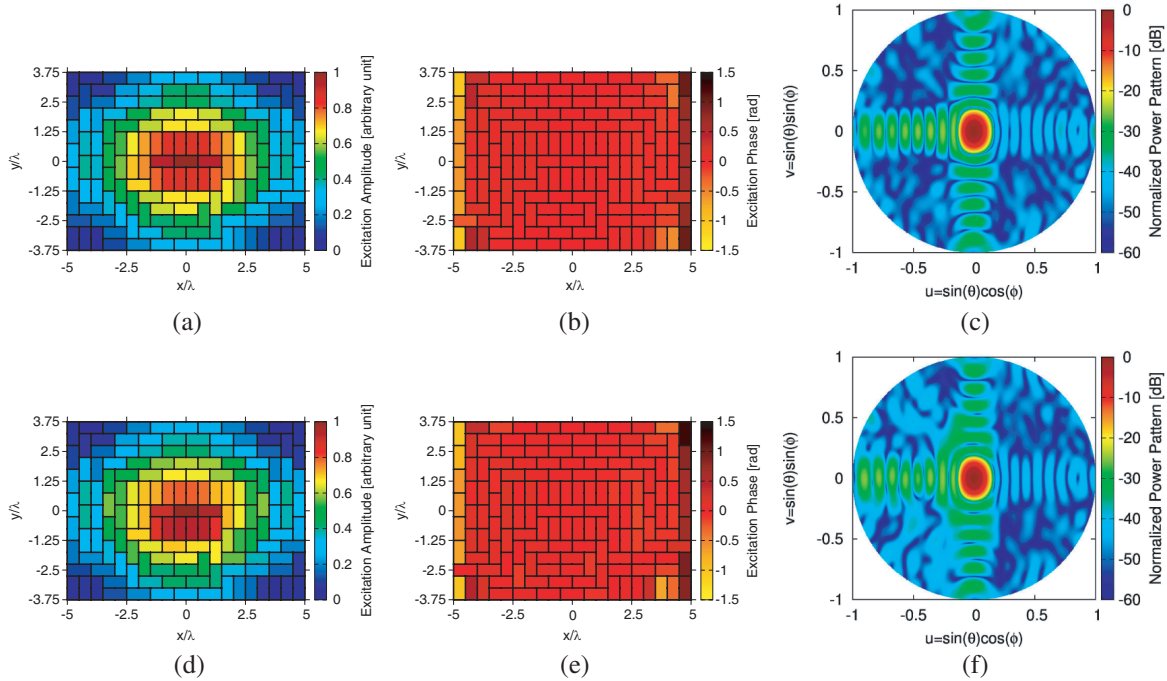 3.75
2.5
1.25
0
-1.25
-2.5
-3.75
y/λ
-5 -2.5 0 2.5 5
x/λ
1
0.8
0.6
0.4
0.2
0
Excitation Amplitude [arbitrary unit]
(a)
3.75
2.5
1.25
0
-1.25
-2.5
-3.75
y/λ
-5 -2.5 0 2.5 5
x/λ
1.5
1
0.5
0
-0.5
-1
-1.5
Excitation Phase [rad]
(b)
1
0.5
0
-0.5
-1
v=sin(θ)sin(ϕ)
-1 -0.5 0 0.5 1
u=sin(θ)cos(ϕ)
0
-10
-20
-30
-40
-50
-60
Normalized Power Pattern [dB]
(c)
3.75
2.5
1.25
0
-1.25
-2.5
-3.75
y/λ
-5 -2.5 0 2.5 5
x/λ
1
0.8
0.6
0.4
0.2
0
Excitation Amplitude [arbitrary unit]
(d)
3.75
2.5
1.25
0
-1.25
-2.5
-3.75
y/λ
-5 -2.5 0 2.5 5
x/λ
1.5
1
0.5
0
-0.5
-1
-1.5
Excitation Phase [rad]
(e)
1
0.5
0
-0.5
-1
v=sin(θ)sin(ϕ)
-1 -0.5 0 0.5 1
u=sin(θ)cos(ϕ)
0
-10
-20
-30
-40
-50
-60
Normalized Power Pattern [dB]
(f)